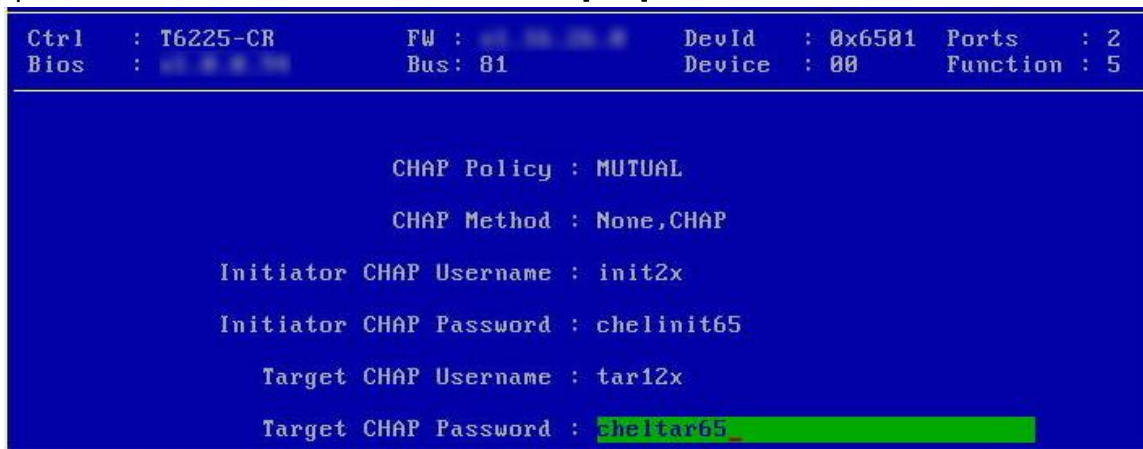 Ctrl : T6225-CR FW : DevId : 0x6501 Ports : 2
Bios : Bus: 81 Device : 00 Function : 5
CHAP Policy : MUTUAL
CHAP Method : None,CHAP
Initiator CHAP Username : init2x
Initiator CHAP Password : chelinit65
Target CHAP Username : tar12x
Target CHAP Password : cheltar65_